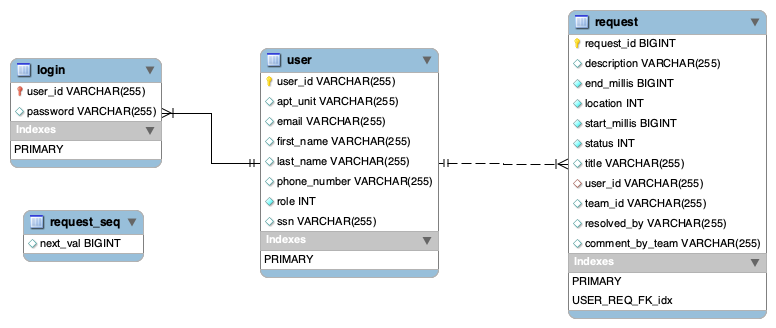 login
user_id VARCHAR(255)
password VARCHAR(255)
Indexes
PRIMARY
request_seq
next_val BIGINT
user
user_id VARCHAR(255)
apt_unit VARCHAR(255)
email VARCHAR(255)
first_name VARCHAR(255)
last_name VARCHAR(255)
phone_number VARCHAR(255)
role INT
ssn VARCHAR(255)
Indexes
PRIMARY
request
request_id BIGINT
description VARCHAR(255)
end_millis BIGINT
location INT
start_millis BIGINT
status INT
title VARCHAR(255)
user_id VARCHAR(255)
team_id VARCHAR(255)
resolved_by VARCHAR(255)
comment_by_team VARCHAR(255)
Indexes
PRIMARY
USER_REQ_FK_idx